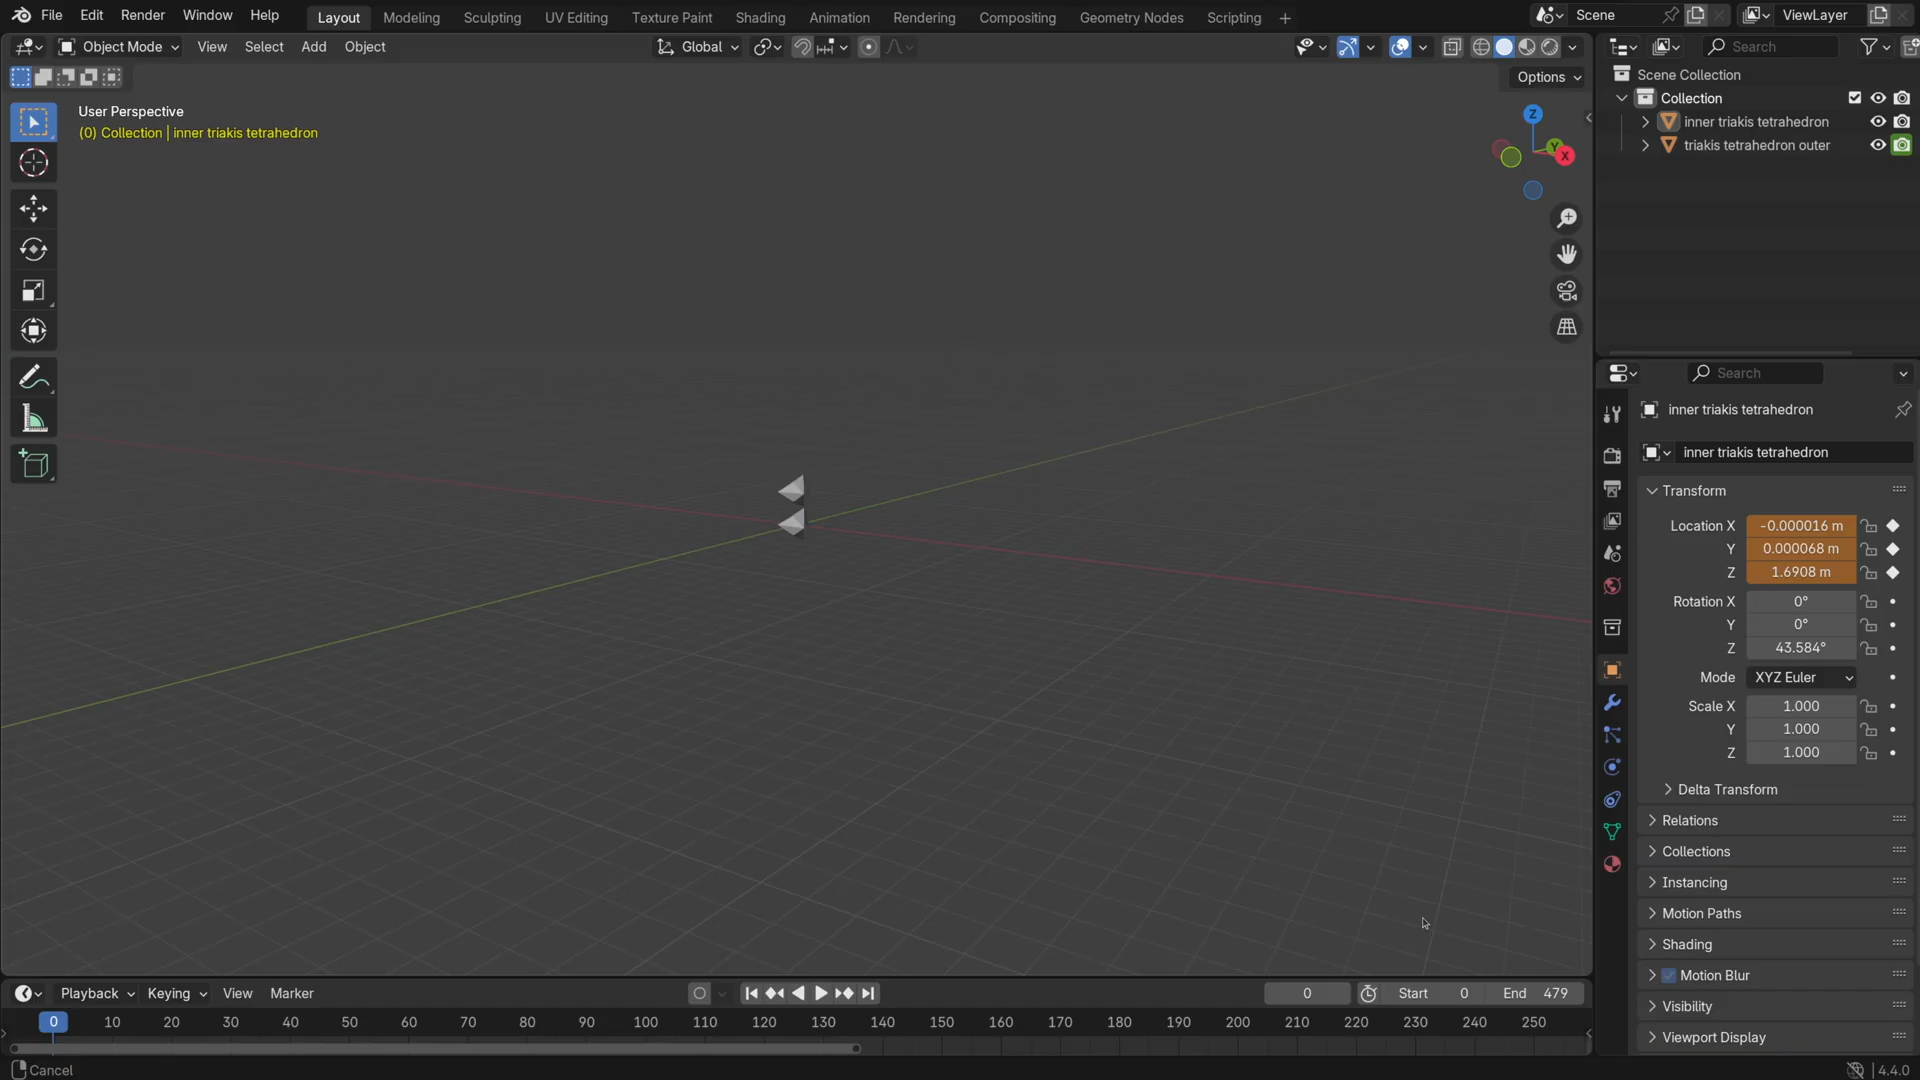 File Edit Render Window Help Layout Modeling Sculpting UV Editing Texture Paint Shading Animation Rendering Compositing Geometry Nodes Scripting Scene ViewLayer
Object Mode View Select Add Object Global Search
Options
Scene Collection
User Perspective
Collection
(0) Collection | inner triakis tetrahedron
inner triakis tetrahedron
triakis tetrahedron outer
Z
Y
X
Search
inner triakis tetrahedron
inner triakis tetrahedron
Transform
Location X -0.000016 m
Y 0.000068 m
Z 1.6908 m
Rotation X 0°
Y 0°
Z 43.584°
Mode XYZ Euler
Scale X 1.000
Y 1.000
Z 1.000
Delta Transform
Relations
Collections
Instancing
Motion Paths
Shading
Motion Blur
Visibility
Viewport Display
Playback Keying View Marker 0 Start 0 End 479
0 10 20 30 40 50 60 70 80 90 100 110 120 130 140 150 160 170 180 190 200 210 220 230 240 250
Cancel 4.4.0